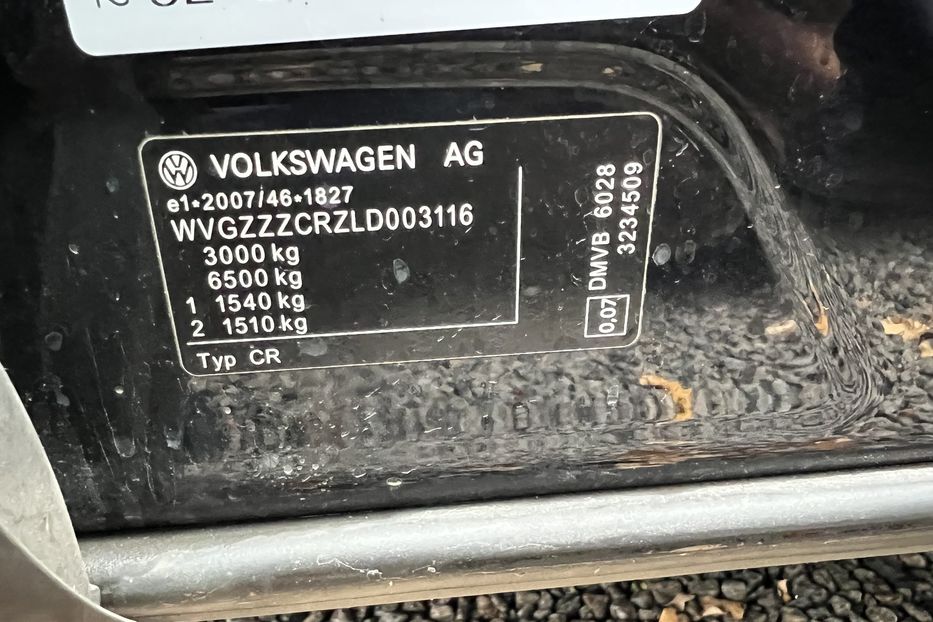 VOLKSWAGEN AG
e1*2007/46*1827
WVGZZZCRZLD003116
3000 kg
6500 kg
1 1540 kg
2 1510 kg
Typ CR
0,07 DMVB 6028
3234509